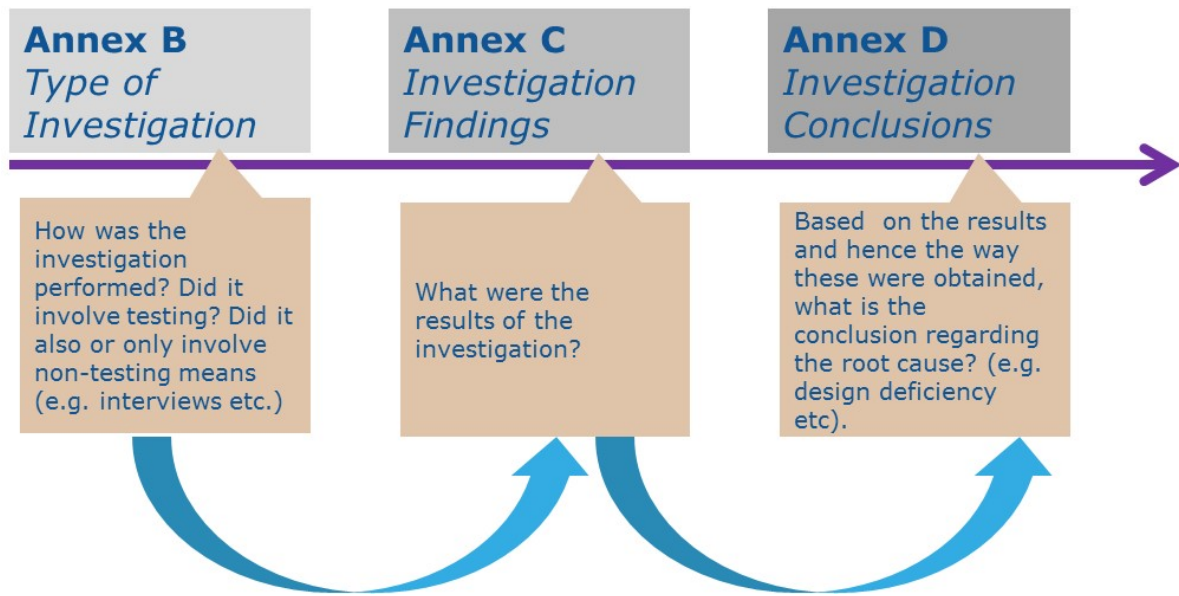 Annex B
Type of
Investigation
Annex C
Investigation
Findings
Annex D
Investigation
Conclusions
How was the
investigation
performed? Did it
involve testing? Did it
also or only involve
non-testing means
(e.g. interviews etc.)
What were the
results of the
investigation?
Based on the results
and hence the way
these were obtained,
what is the
conclusion regarding
the root cause? (e.g.
design deficiency
etc).